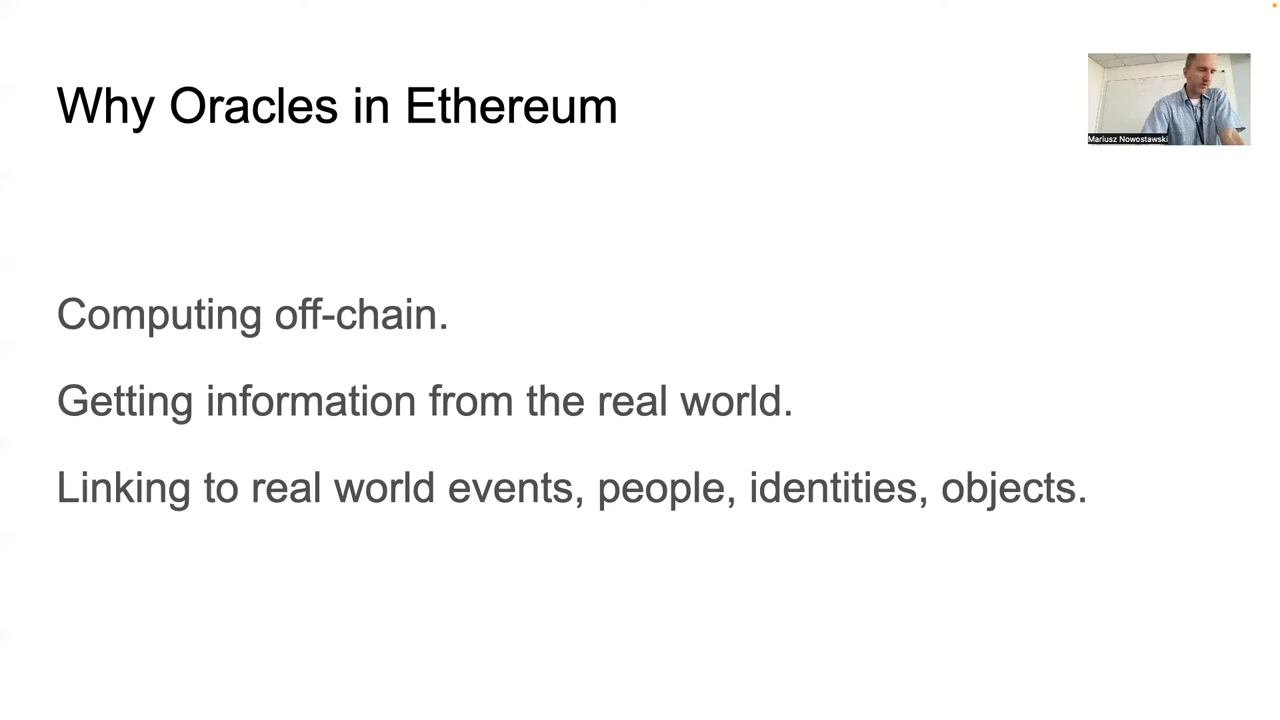 Why Oracles in Ethereum
Mariusz Nowostawski
Computing off-chain.
Getting information from the real world.
Linking to real world events, people, identities, objects.